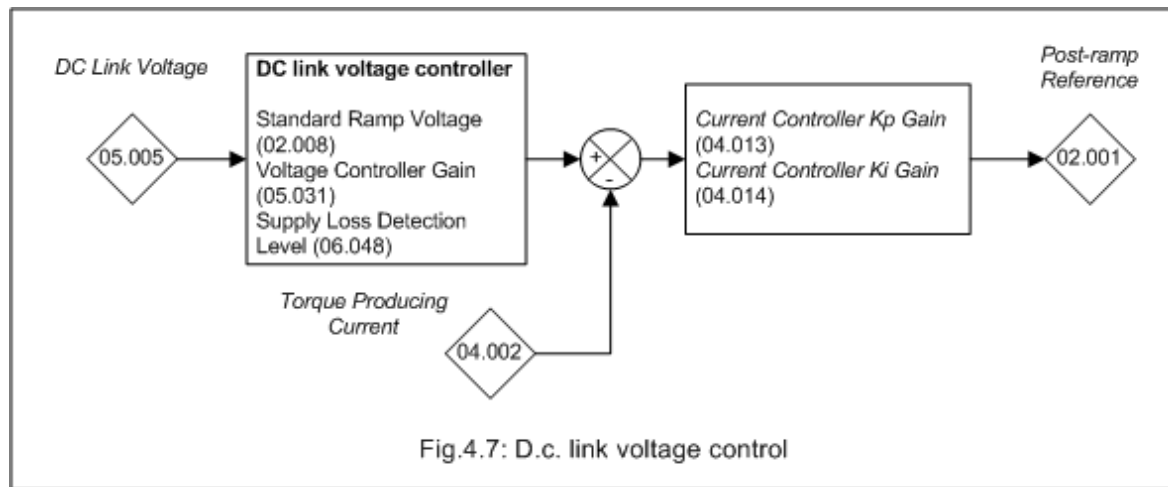 DC Link Voltage
05.005
DC link voltage controller
Standard Ramp Voltage
(02.008)
Voltage Controller Gain
(05.031)
Supply Loss Detection
Level (06.048)
+
-
Torque Producing
Current
04.002
Current Controller Kp Gain
(04.013)
Current Controller Ki Gain
(04.014)
Post-ramp
Reference
02.001
Fig.4.7: D.c. link voltage control